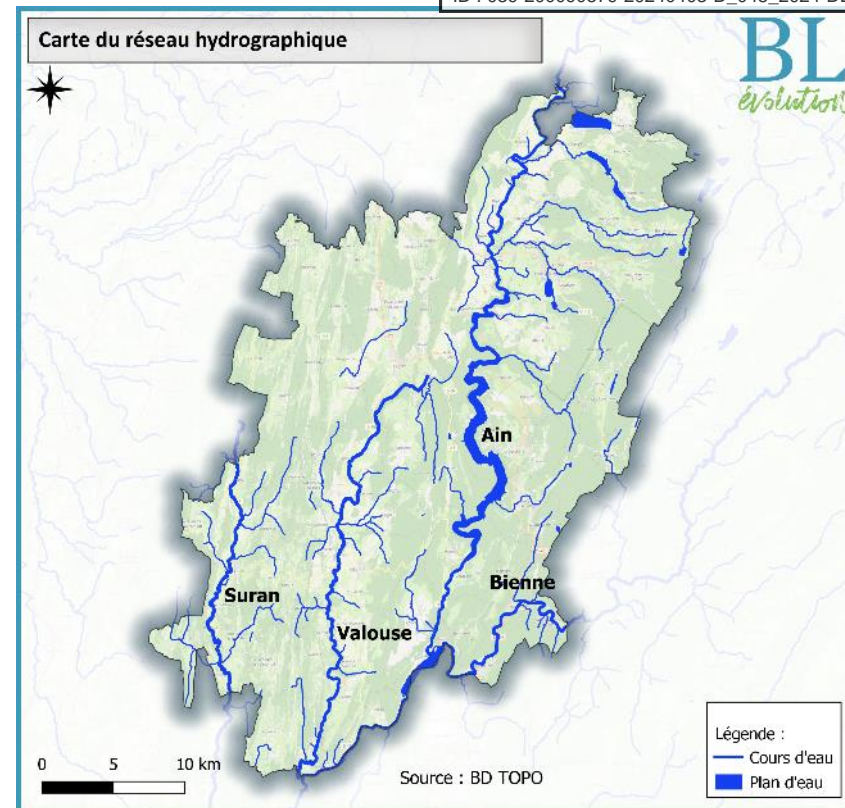 Carte du réseau hydrographique
BL
évolution
Ain
Bienne
Suran
Valouse
Légende :
Cours d'eau
Plan d'eau
0 5 10 km
Source : BD TOPO